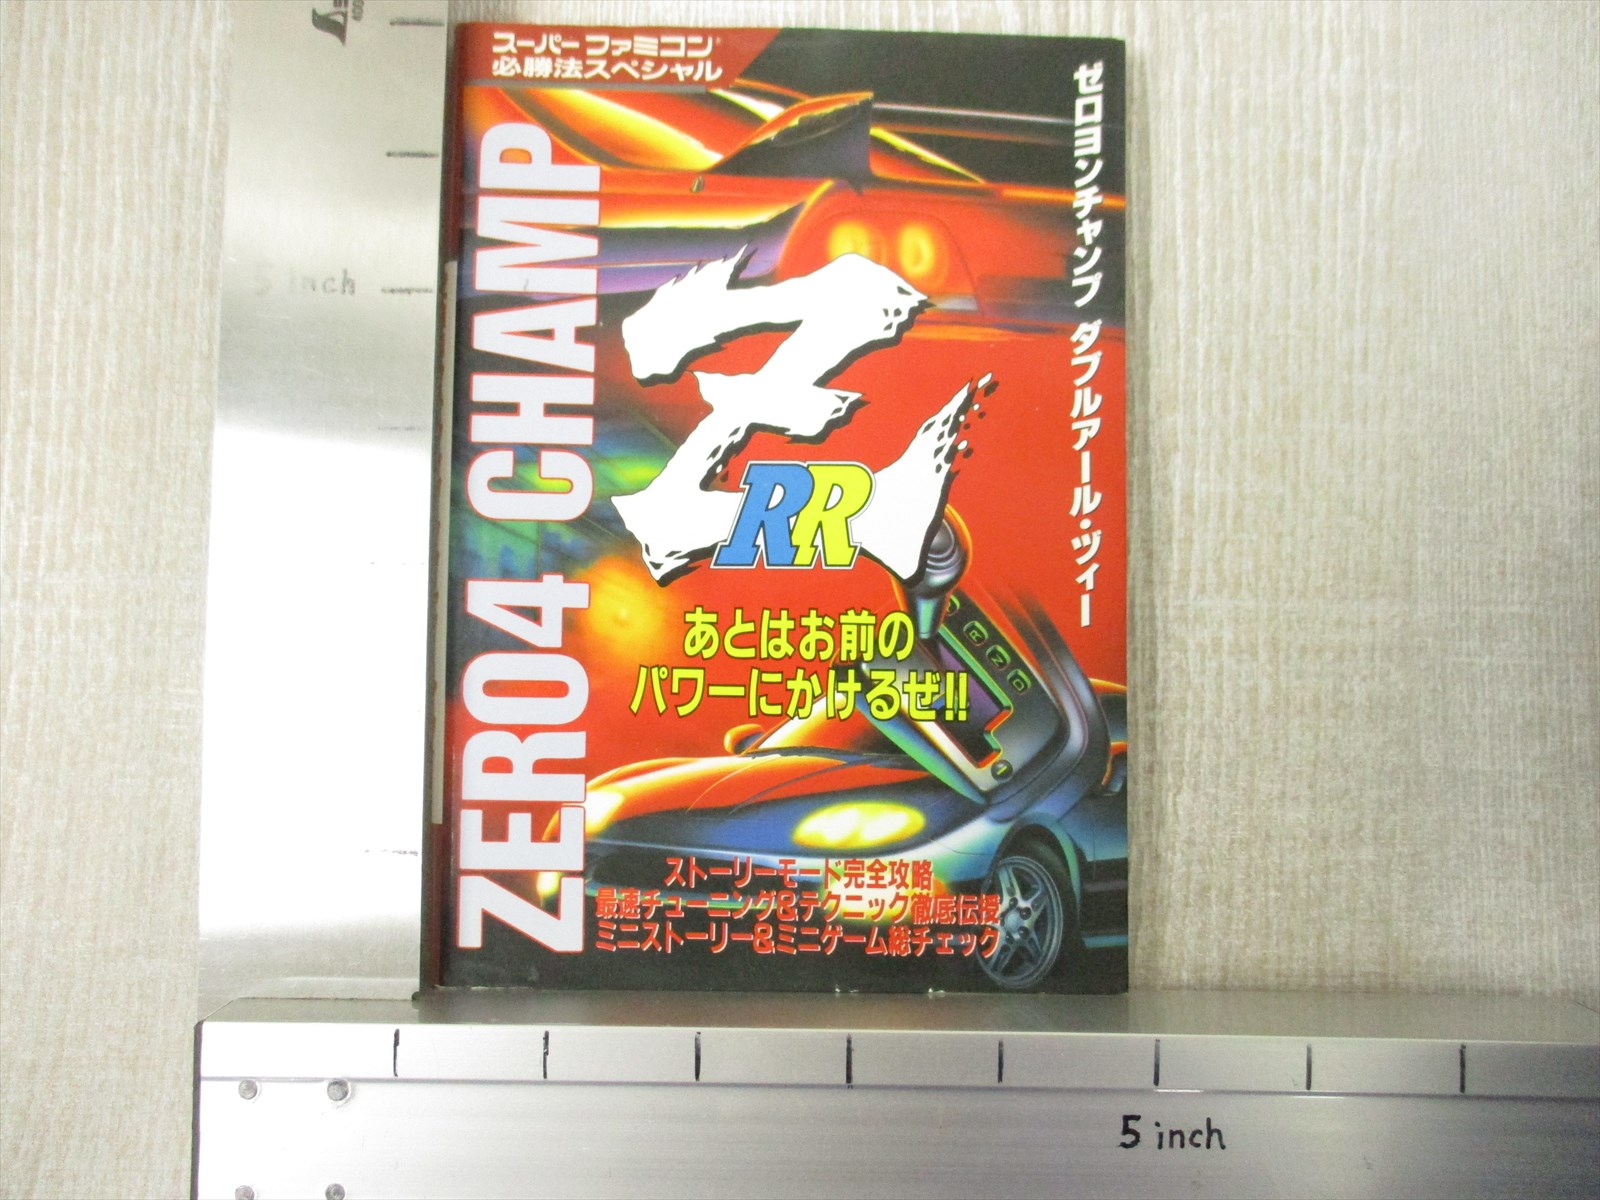 スーパーファミコン
必勝法スペシャル
ゼロヨンチャンプ ダブルアール・ヅィー
ZERO4 CHAMP
RR
Z
あとはお前の
パワーにかけるぜ!!
R
N
D
1
ストーリーモード完全攻略
最速チューニング&テクニック徹底伝授
ミニストーリー&ミニゲーム総チェック
5 inch
5 inch